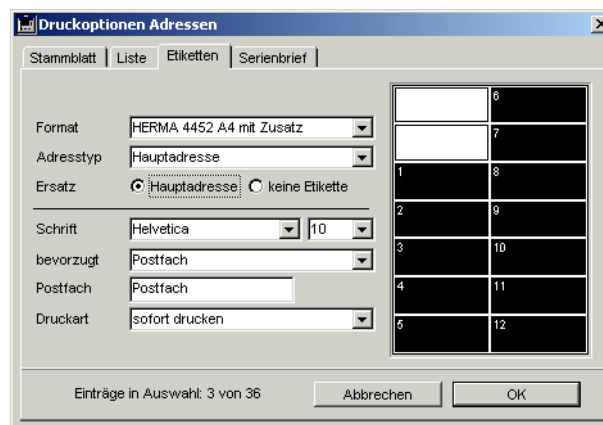 Druckoptionen Adressen
Stammblatt Liste Etiketten Serienbrief
Format HERMA 4452 A4 mit Zusatz
Adresstyp Hauptadresse
Ersatz Hauptadresse keine Etikette
Schrift Helvetica 10
bevorzugt Postfach
Postfach Postfach
Druckart sofort drucken
6
7
1 8
2 9
3 10
4 11
5 12
Einträge in Auswahl: 3 von 36 Abbrechen OK